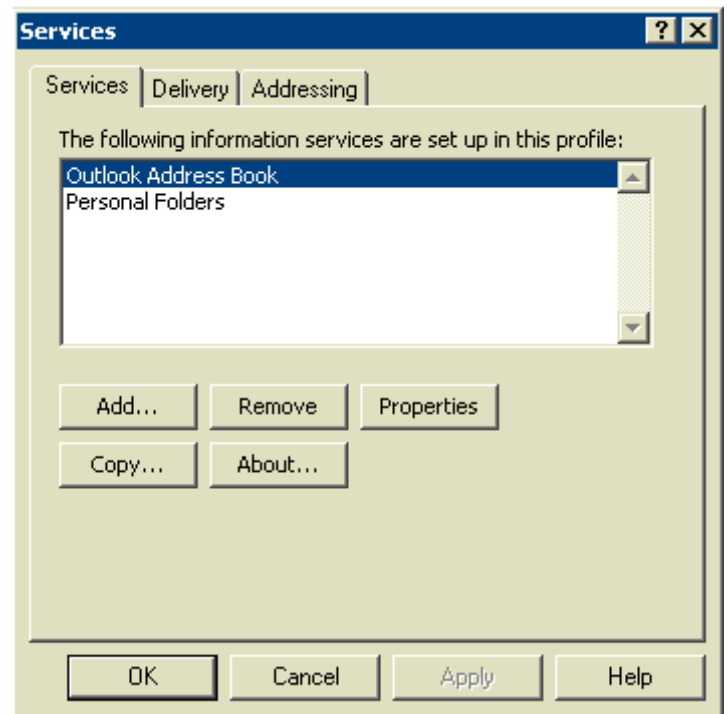 Services
Services Delivery Addressing
The following information services are set up in this profile:
Outlook Address Book
Personal Folders
Add... Remove Properties
Copy... About...
OK Cancel Apply Help